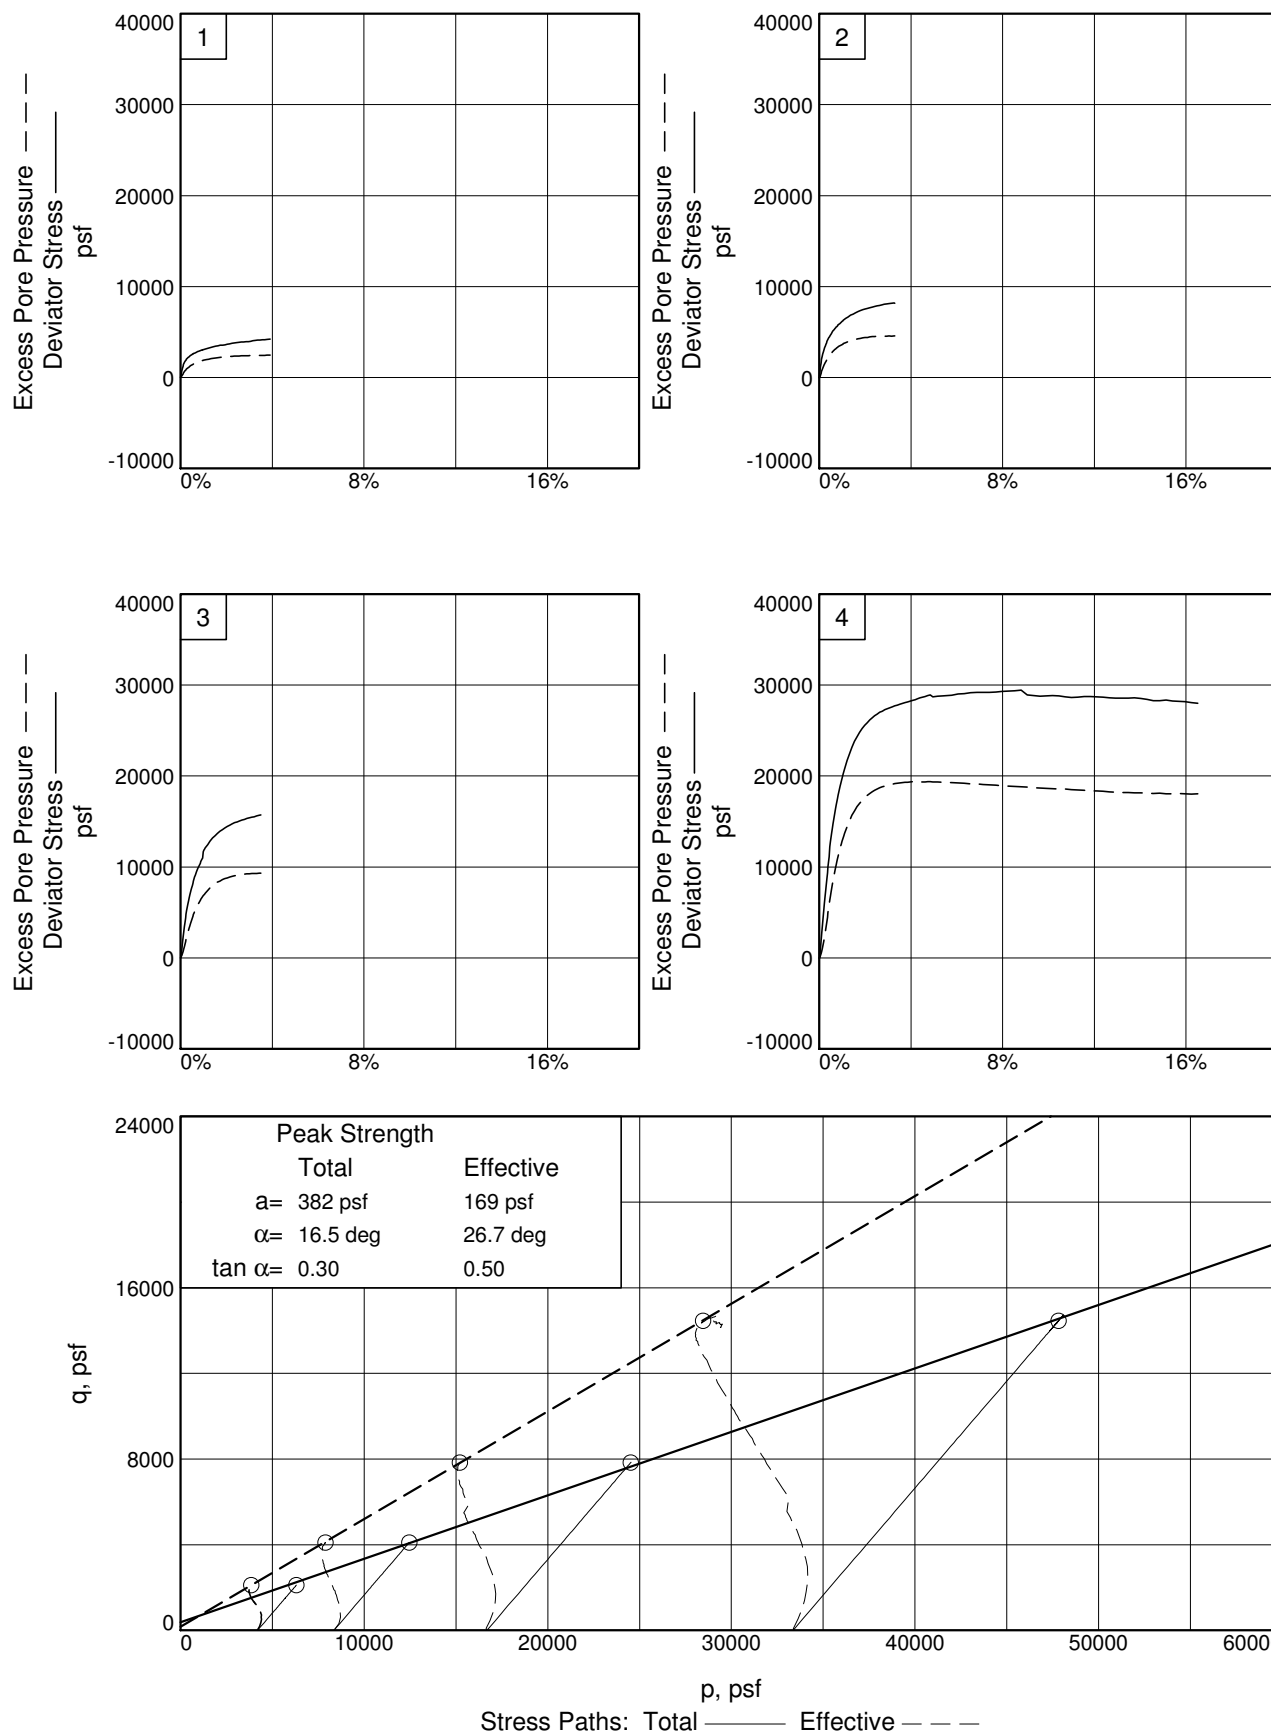 40000
1
30000
20000
10000
0
-10000
0%
8%
16%
Excess Pore Pressure
Deviator Stress
psf
40000
2
30000
20000
10000
0
-10000
0%
8%
16%
Excess Pore Pressure
Deviator Stress
psf
40000
3
30000
20000
10000
0
-10000
0%
8%
16%
Excess Pore Pressure
Deviator Stress
psf
40000
4
30000
20000
10000
0
-10000
0%
8%
16%
Excess Pore Pressure
Deviator Stress
psf
24000
16000
8000
0
q, psf
Peak Strength
Total Effective
a= 382 psf 169 psf
α= 16.5 deg 26.7 deg
tan α= 0.30 0.50
0 10000 20000 30000 40000 50000 6000
p, psf
Stress Paths: Total Effective